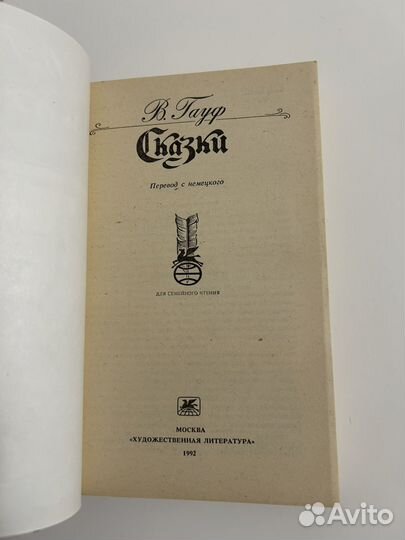 В. Гауф
Сказки
Перевод с немецкого
ДЛЯ СЕМЕЙНОГО ЧТЕНИЯ
МОСКВА
«ХУДОЖЕСТВЕННАЯ ЛИТЕРАТУРА»
1992
Avito